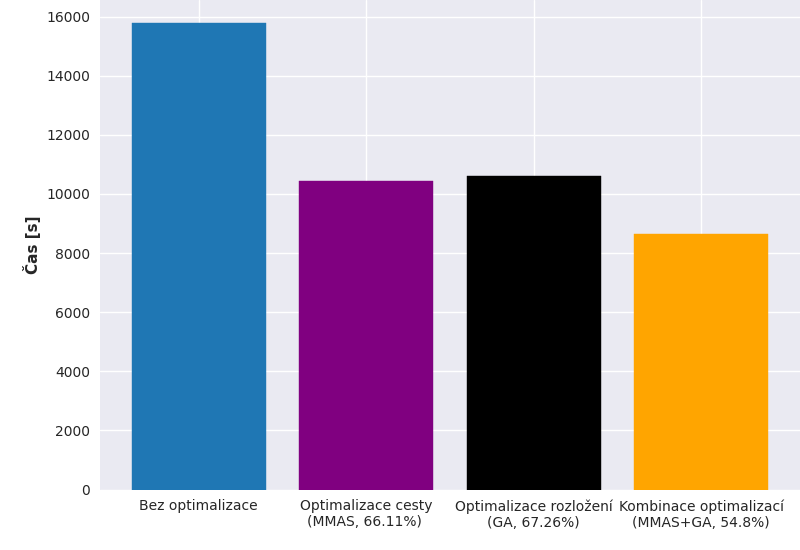 16000
14000
12000
10000
8000
6000
4000
2000
0
Čas [s]
Bez optimalizace
Optimalizace cesty
(MMAS, 66.11%)
Optimalizace rozložení
(GA, 67.26%)
Kombinace optimalizací
(MMAS+GA, 54.8%)